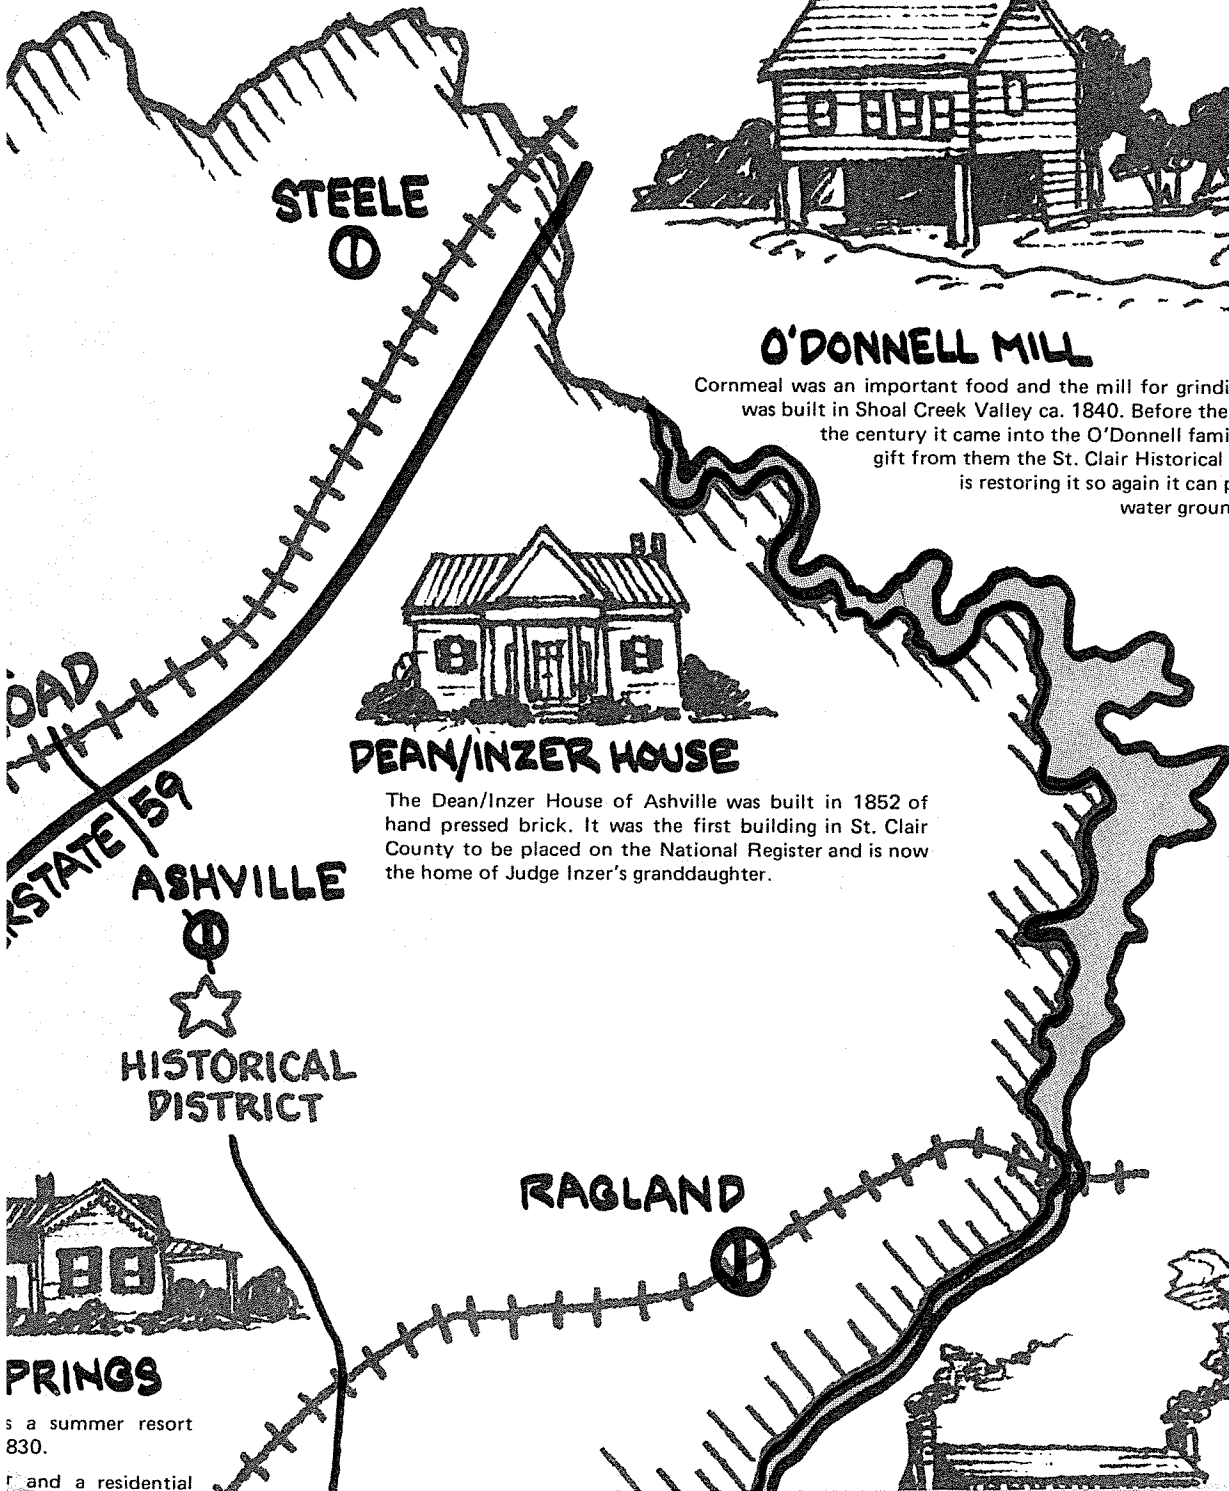 STEELE
O'DONNELL MILL
Cornmeal was an important food and the mill for
was built in Shoal Creek Valley ca. 1840. Before the
the century it came into the O'Donnell
gift from them the St. Clair Historical
is restoring it so again it can
water
OAD
DEAN/INZER HOUSE
The Dean/Inzer House of Ashville was built in 1852 of
hand pressed brick. It was the first building in St. Clair
County to be placed on the National Register and is now
the home of Judge Inzer's granddaughter.
RSTATE 59
ASHVILLE
HISTORICAL
DISTRICT
RAGLAND
PRINGS
s a summer resort
830.
and a residential